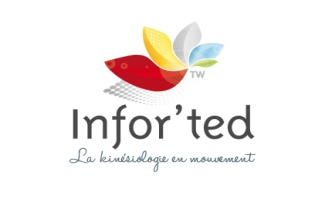 TW
Infor'ted
La kinésiologie en mouvement